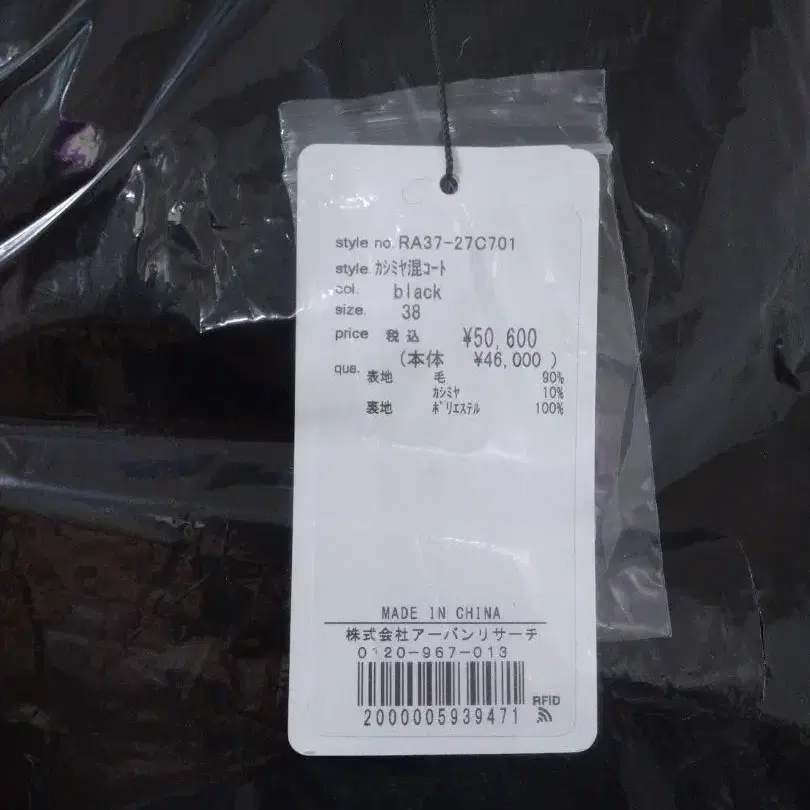 style no. RA37-27C701
style. ｶｼﾐﾔ混ｺｰﾄ
col. black
size. 38
price 税込 ¥50,600
(本体 ¥46,000 )
qua. 表地 毛 90%
ｶｼﾐﾔ 10%
裏地 ﾎﾟﾘｴｽﾃﾙ 100%
MADE IN CHINA
株式会社アーバンリサーチ
0120-967-013
2000005939471
RFID